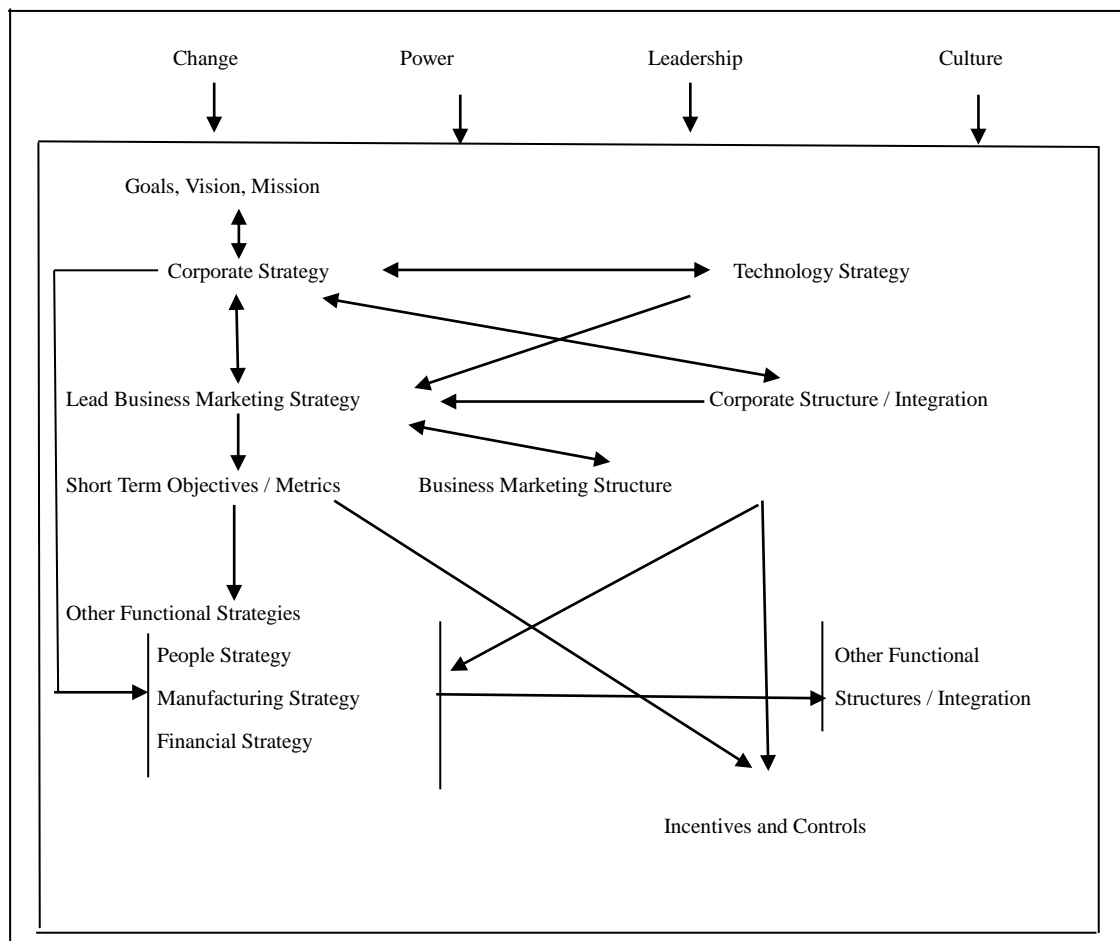 Change Power Leadership Culture
Goals, Vision, Mission
Corporate Strategy Technology Strategy
Lead Business Marketing Strategy Corporate Structure / Integration
Short Term Objectives / Metrics Business Marketing Structure
Other Functional Strategies
People Strategy Other Functional
Manufacturing Strategy Structures / Integration
Financial Strategy
Incentives and Controls